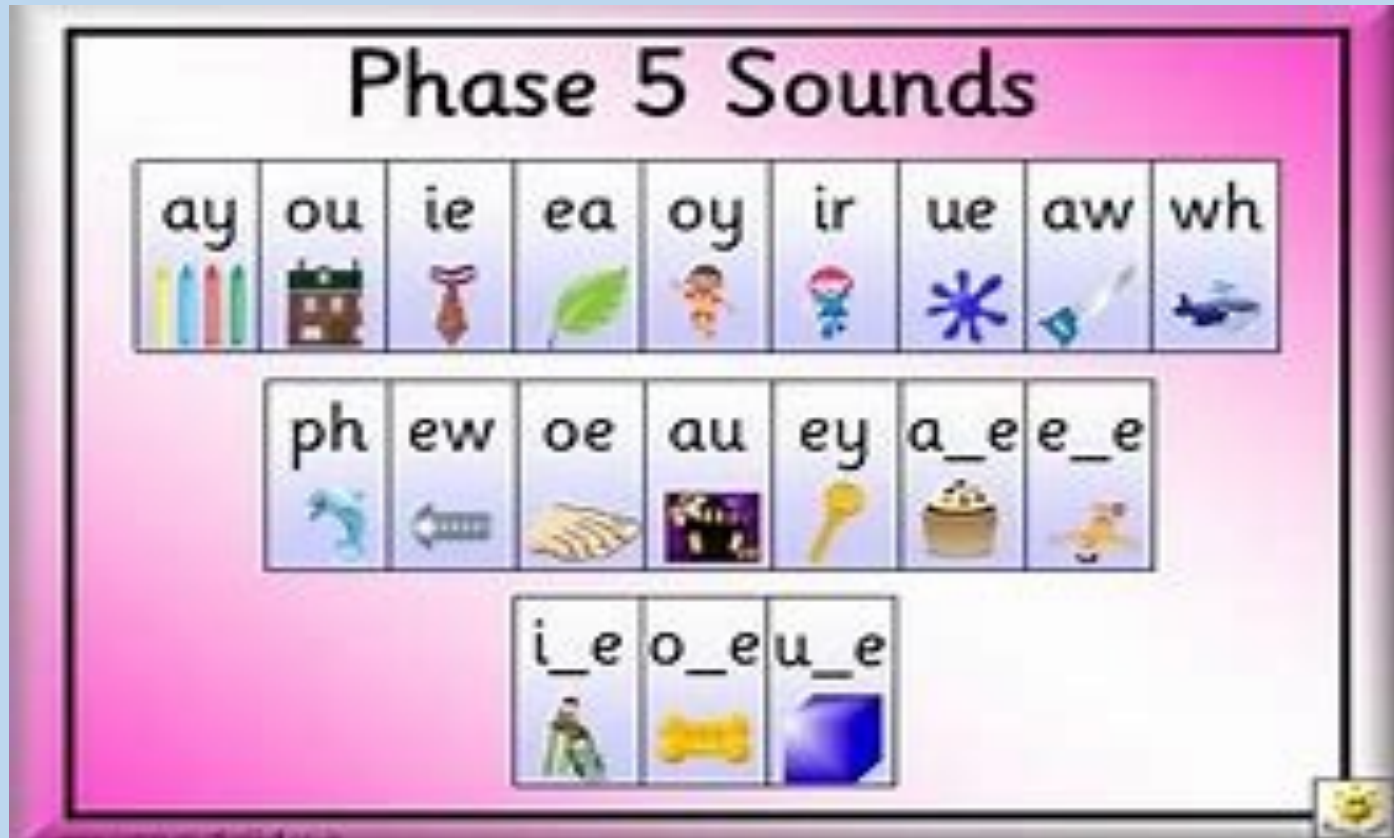 Phase 5 Sounds
ay ou ie ea oy ir ue aw wh
ph ew oe au ey a_e e_e
i_e o_e u_e